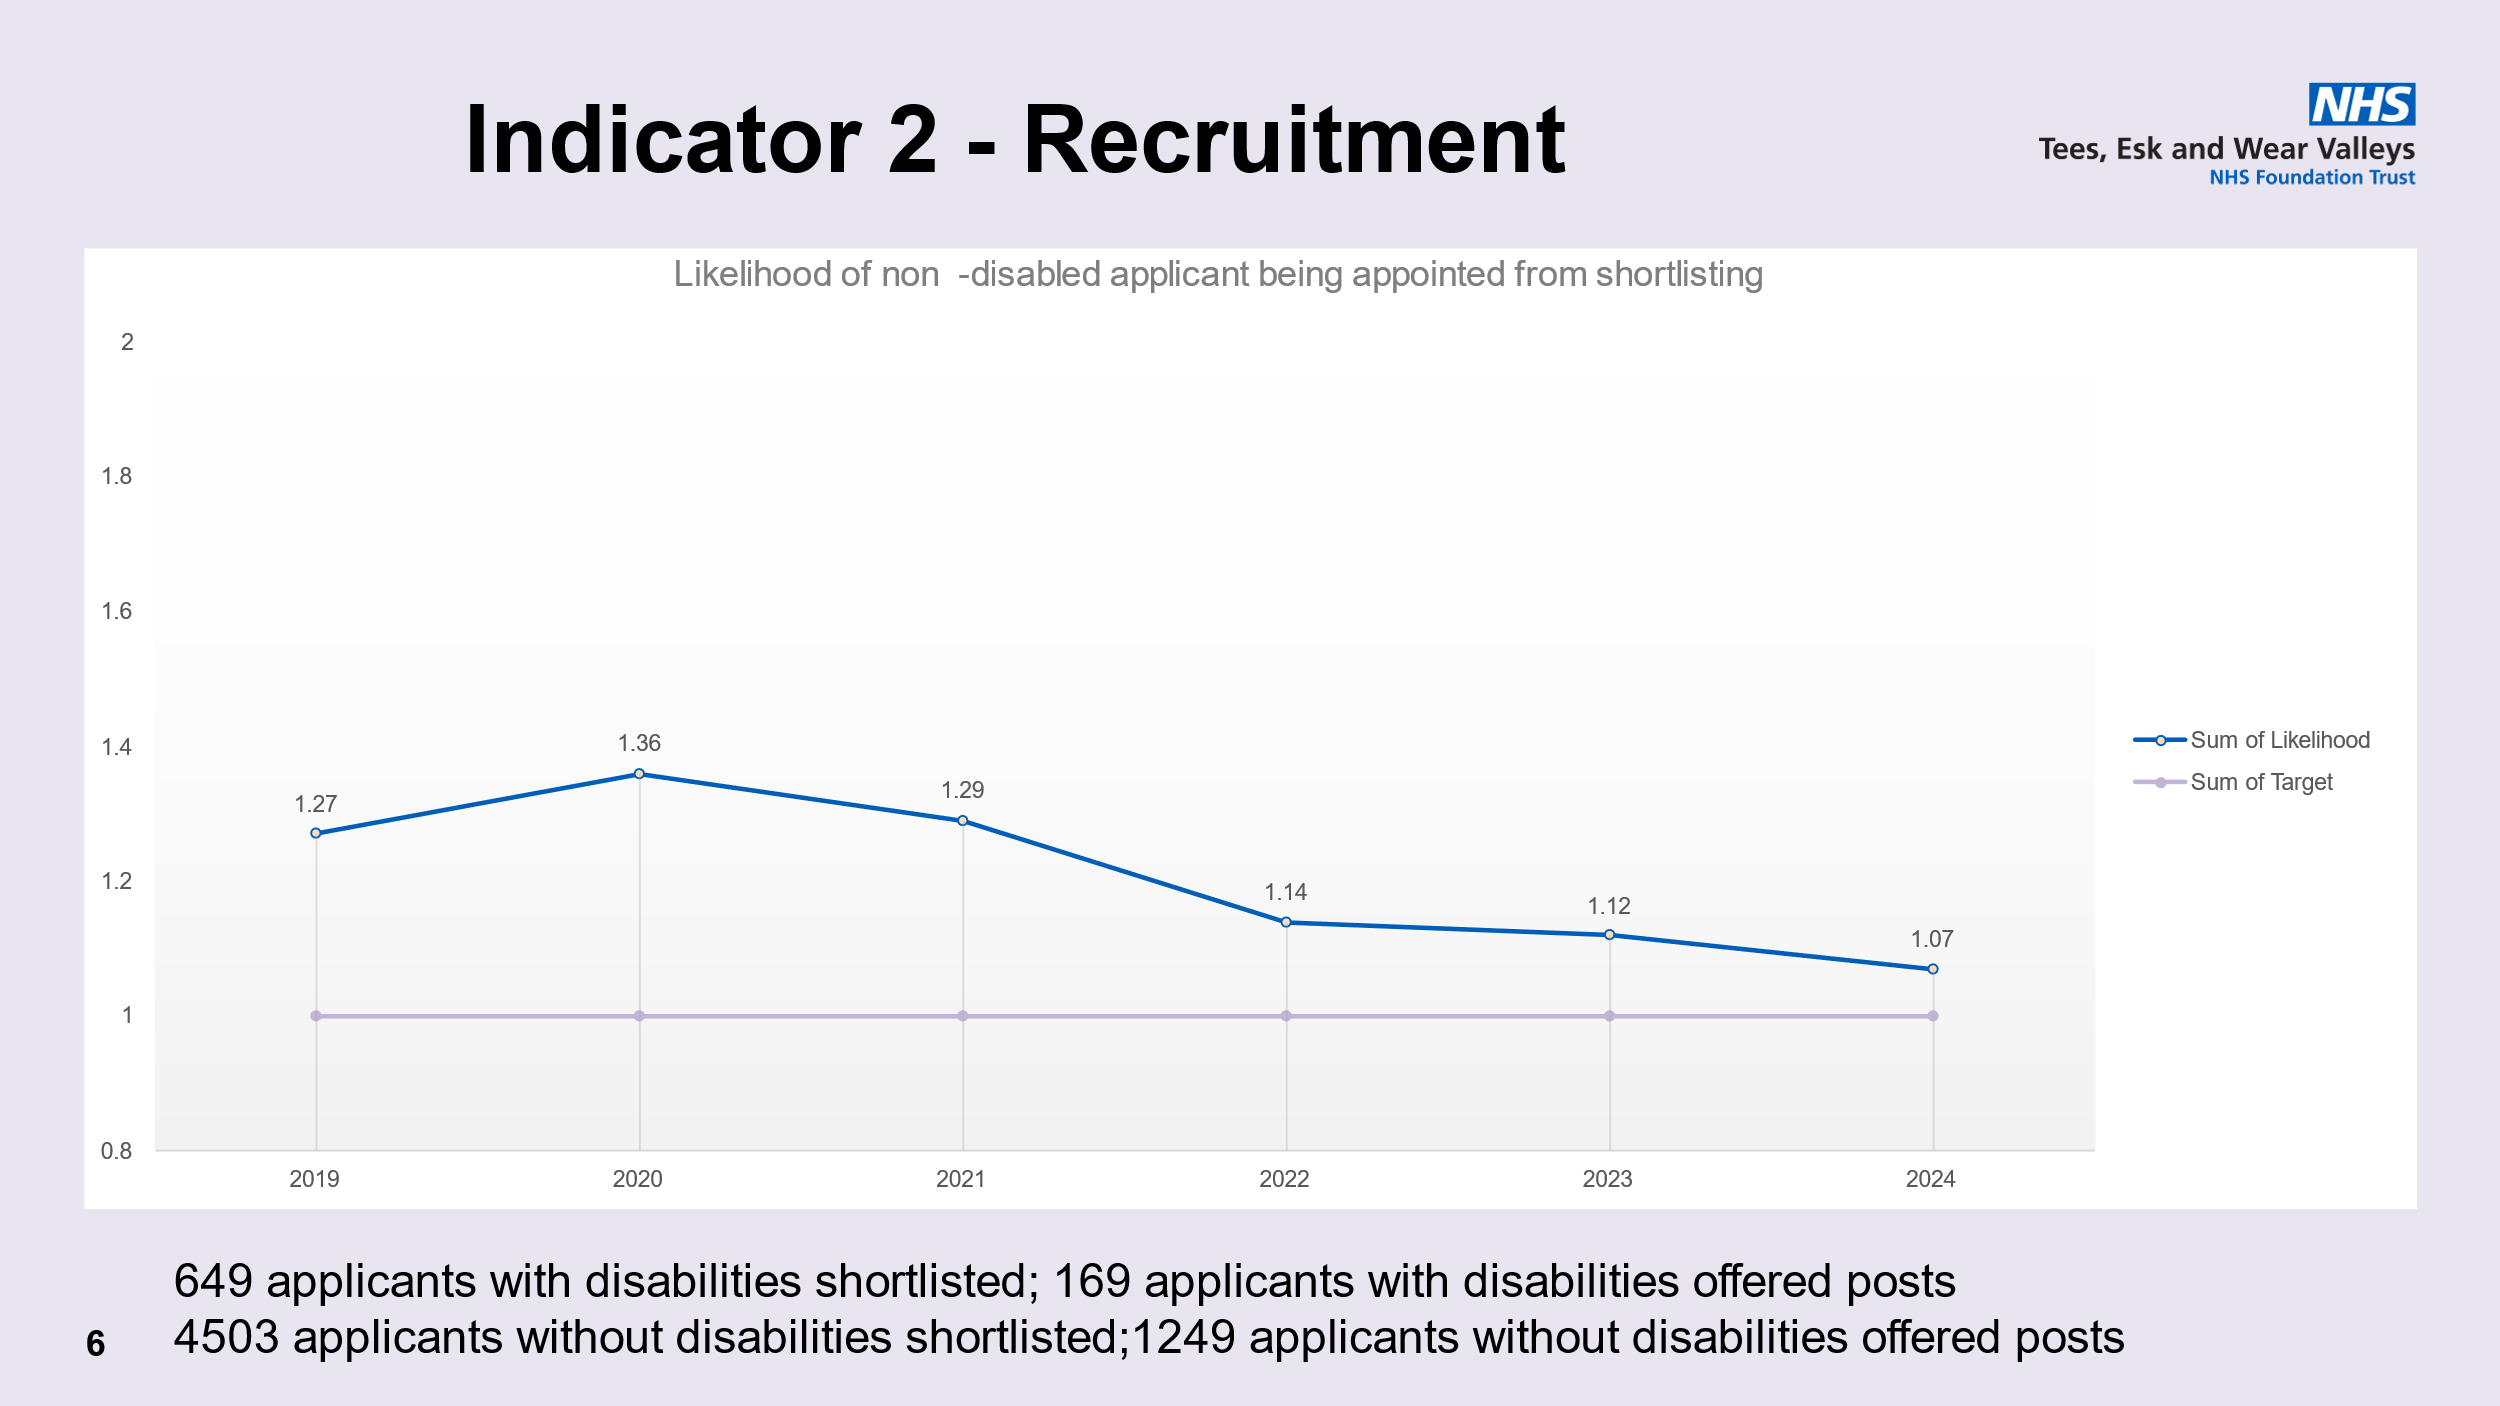 Indicator 2 - Recruitment
NHS
Tees, Esk and Wear Valleys
NHS Foundation Trust
Likelihood of non -disabled applicant being appointed from shortlisting
2
1.8
1.6
1.4
1.2
1
0.8
1.27
1.36
1.29
1.14
1.12
1.07
2019
2020
2021
2022
2023
2024
Sum of Likelihood
Sum of Target
649 applicants with disabilities shortlisted; 169 applicants with disabilities offered posts
4503 applicants without disabilities shortlisted;1249 applicants without disabilities offered posts
6